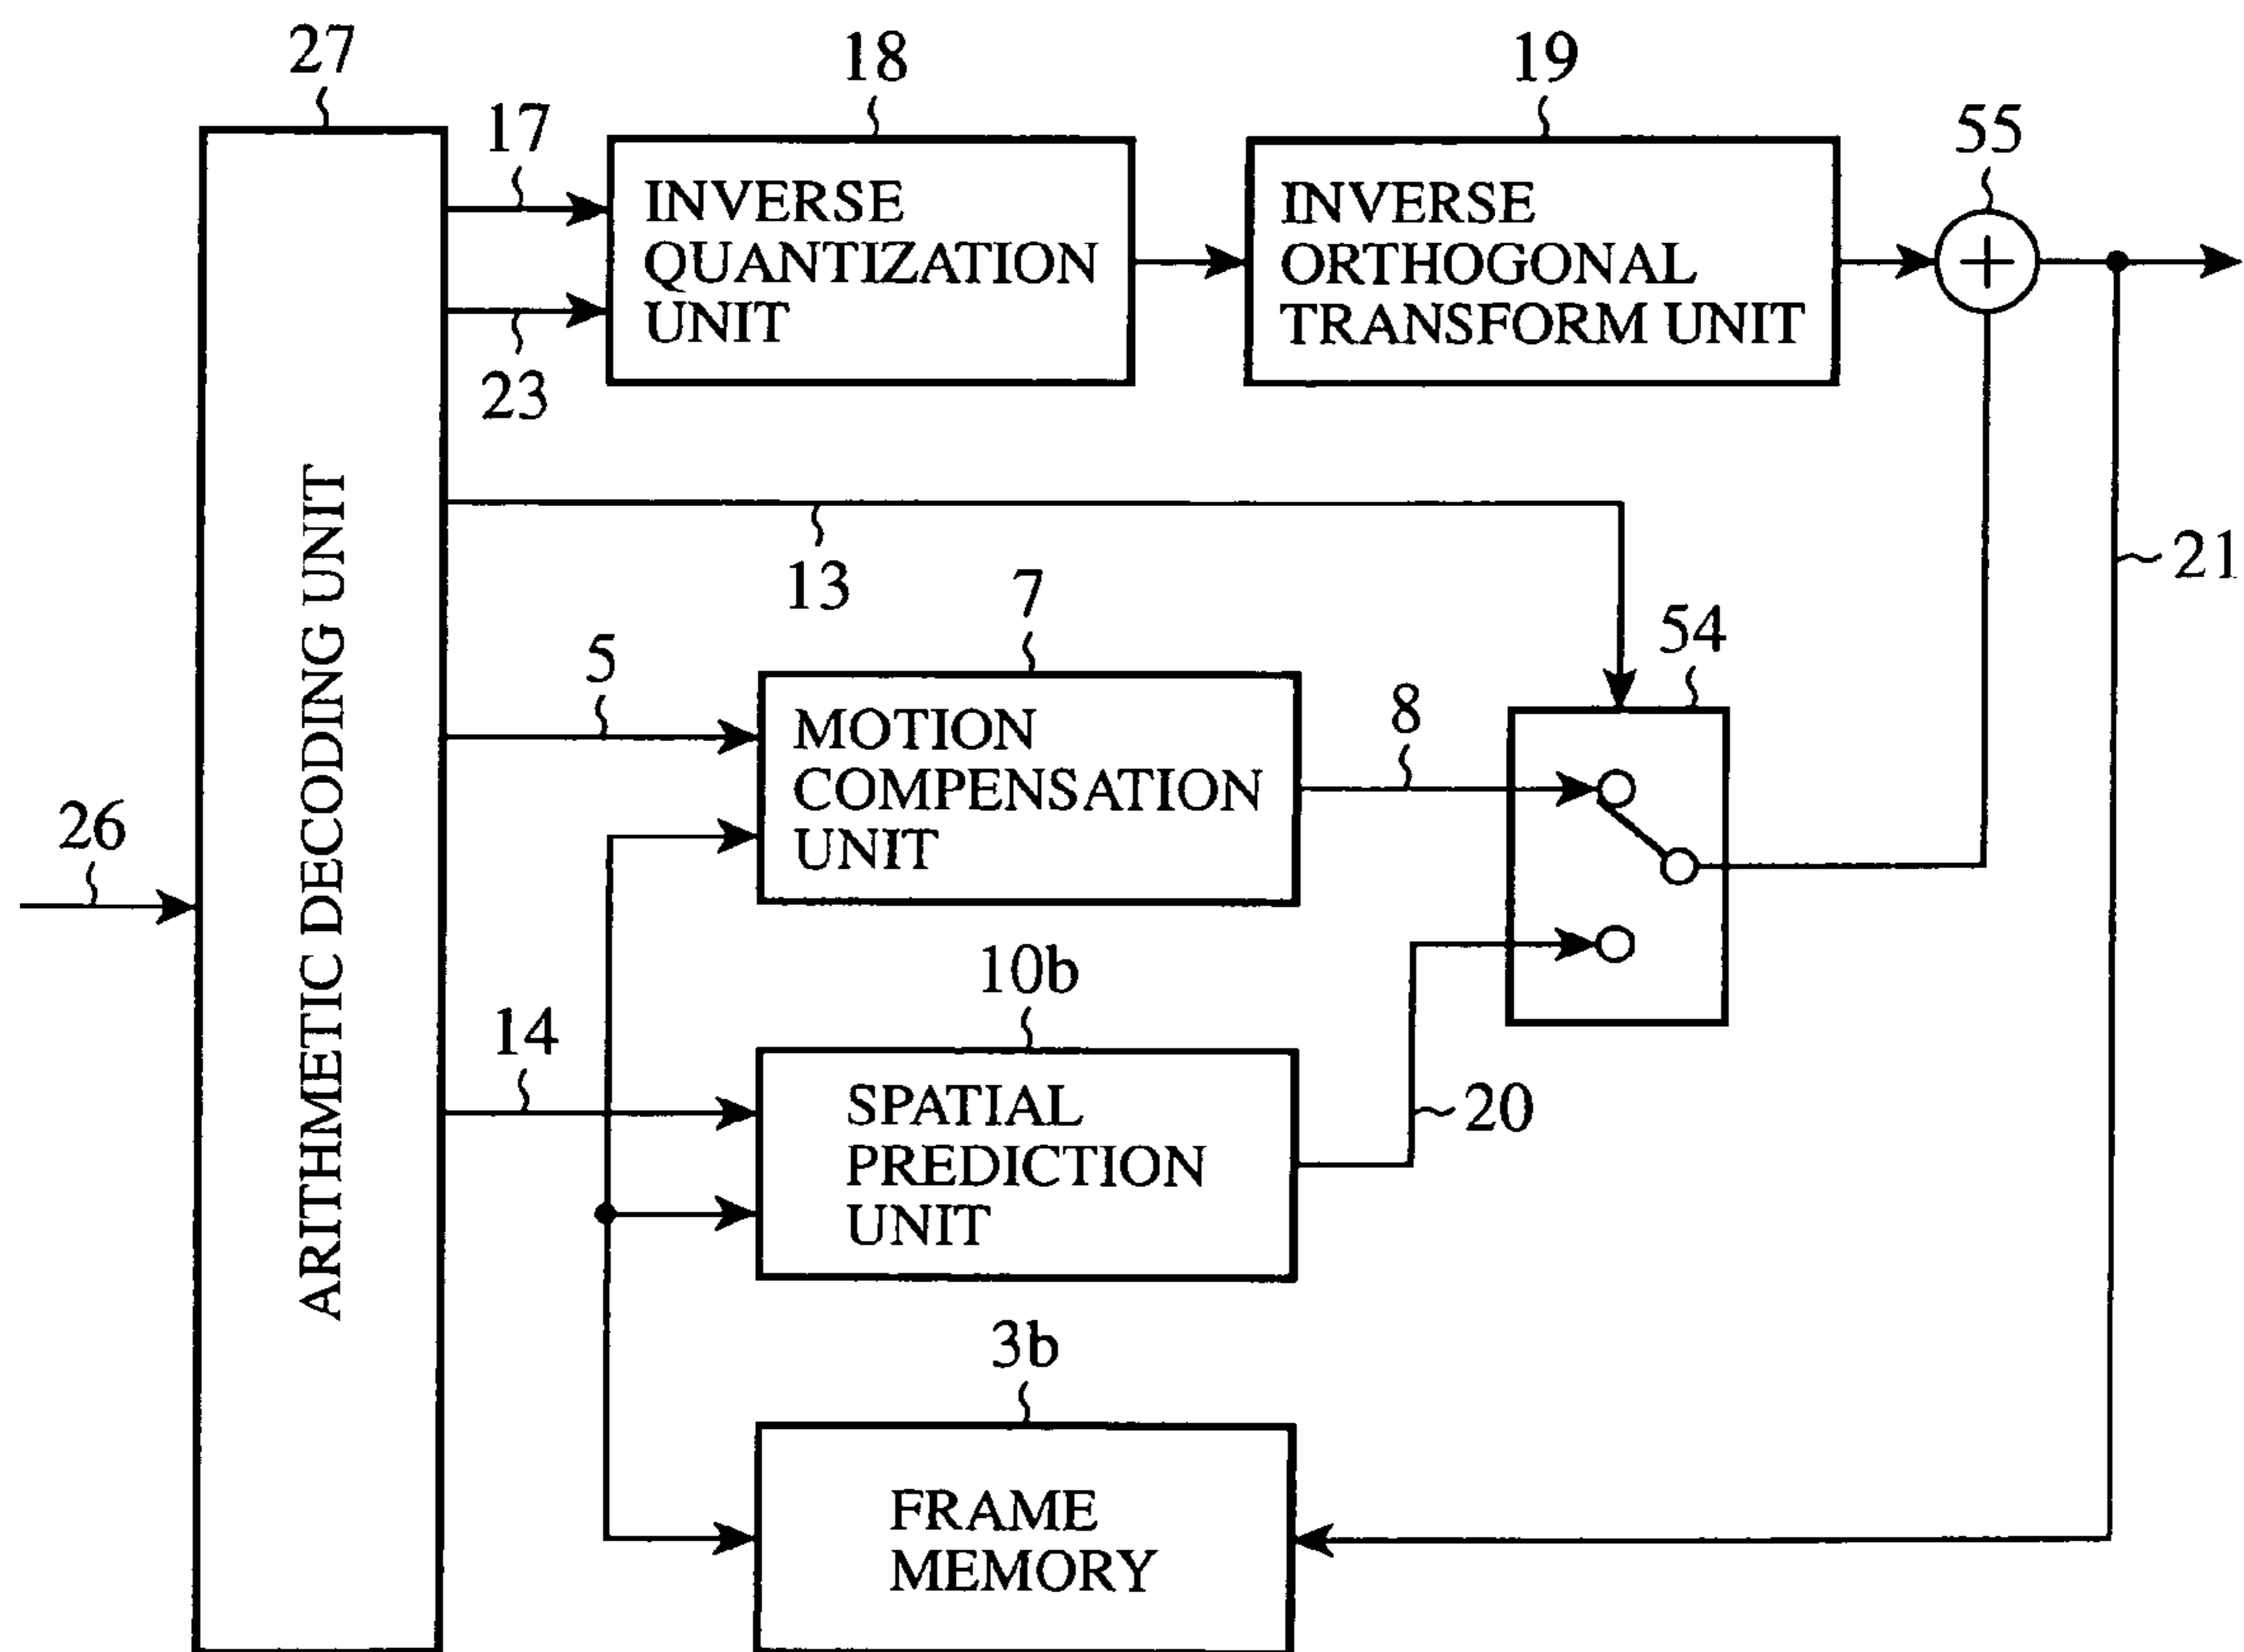 27
18
19
55
17
INVERSE
QUANTIZATION
UNIT
INVERSE
ORTHOGONAL
TRANSFORM UNIT
23
13
21
ARITHMETIC DECODING UNIT
7
54
5
MOTION
COMPENSATION
UNIT
8
26
10b
14
SPATIAL
PREDICTION
UNIT
20
3b
FRAME
MEMORY